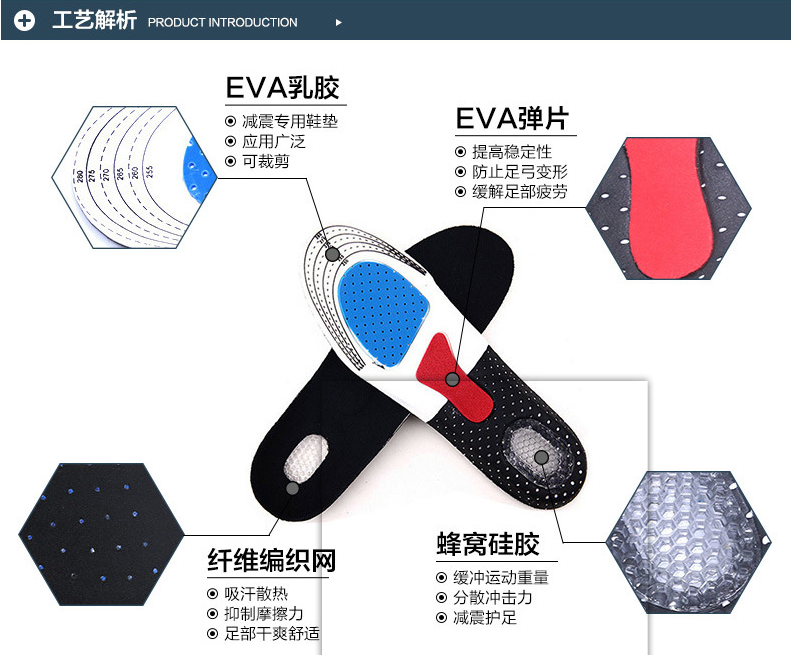 工艺解析 PRODUCT INTRODUCTION
EVA乳胶
减震专用鞋垫
应用广泛
可裁剪
EVA弹片
提高稳定性
防止足弓变形
缓解足部疲劳
280 275 270 265 260 255
纤维编织网
吸汗散热
抑制摩擦力
足部干爽舒适
蜂窝硅胶
缓冲运动重量
分散冲击力
减震护足